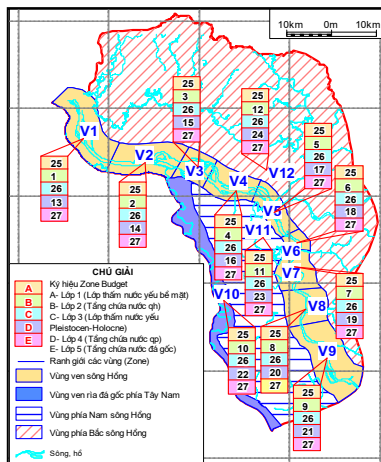 10km 0m 10km
25
3
26
15
27
25
12
26
24
27
25
5
26
17
27
25
6
26
18
27
V1
V2
V3
V4
V12
V5
V11
V6
V7
V10
V8
V9
25
1
26
13
27
25
2
26
14
27
25
4
26
16
27
25
11
26
23
27
25
7
26
19
27
25
10
26
22
27
25
8
26
20
27
25
9
26
21
27
CHÚ GIẢI
A Ký hiệu Zone Budget
B A- Lớp 1 (Lớp thấm nước yếu bề mặt)
C B- Lớp 2 (Tầng chứa nước qh)
C- Lớp 3 (Lớp thấm nước yếu
D Pleistocen-Holocne)
E D- Lớp 4 (Tầng chứa nước qp)
E- Lớp 5 (Tầng chứa nước đá gốc)
Ranh giới các vùng (Zone)
Vùng ven sông Hồng
Vùng ven rìa đá gốc phía Tây Nam
Vùng phía Nam sông Hồng
Vùng phía Bắc sông Hồng
Sông, hồ